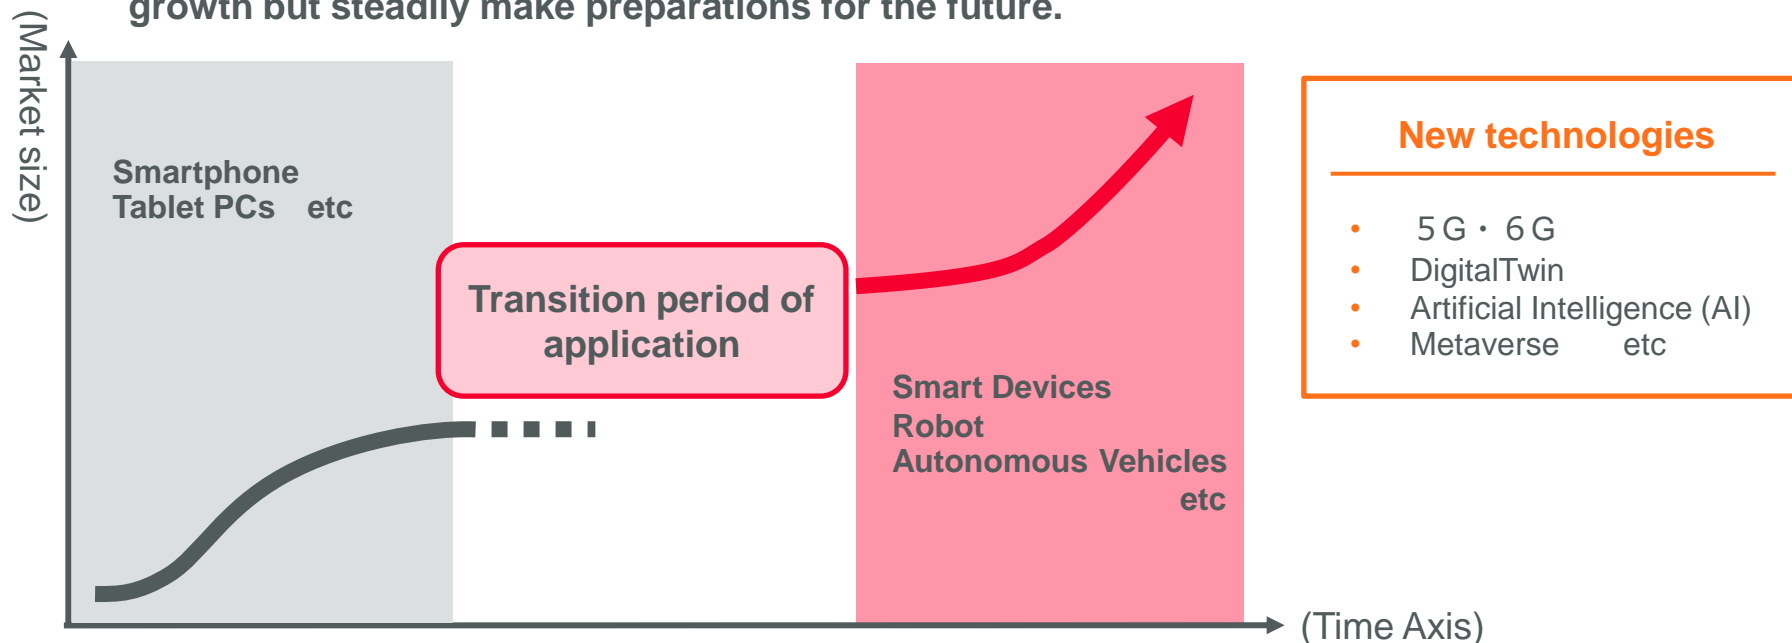 growth but steadily make preparations for the future.
(Market size)
Smartphone
Tablet PCs etc
Transition period of
application
Smart Devices
Robot
Autonomous Vehicles
etc
(Time Axis)
New technologies
• ５G・６G
• DigitalTwin
• Artificial Intelligence (AI)
• Metaverse etc